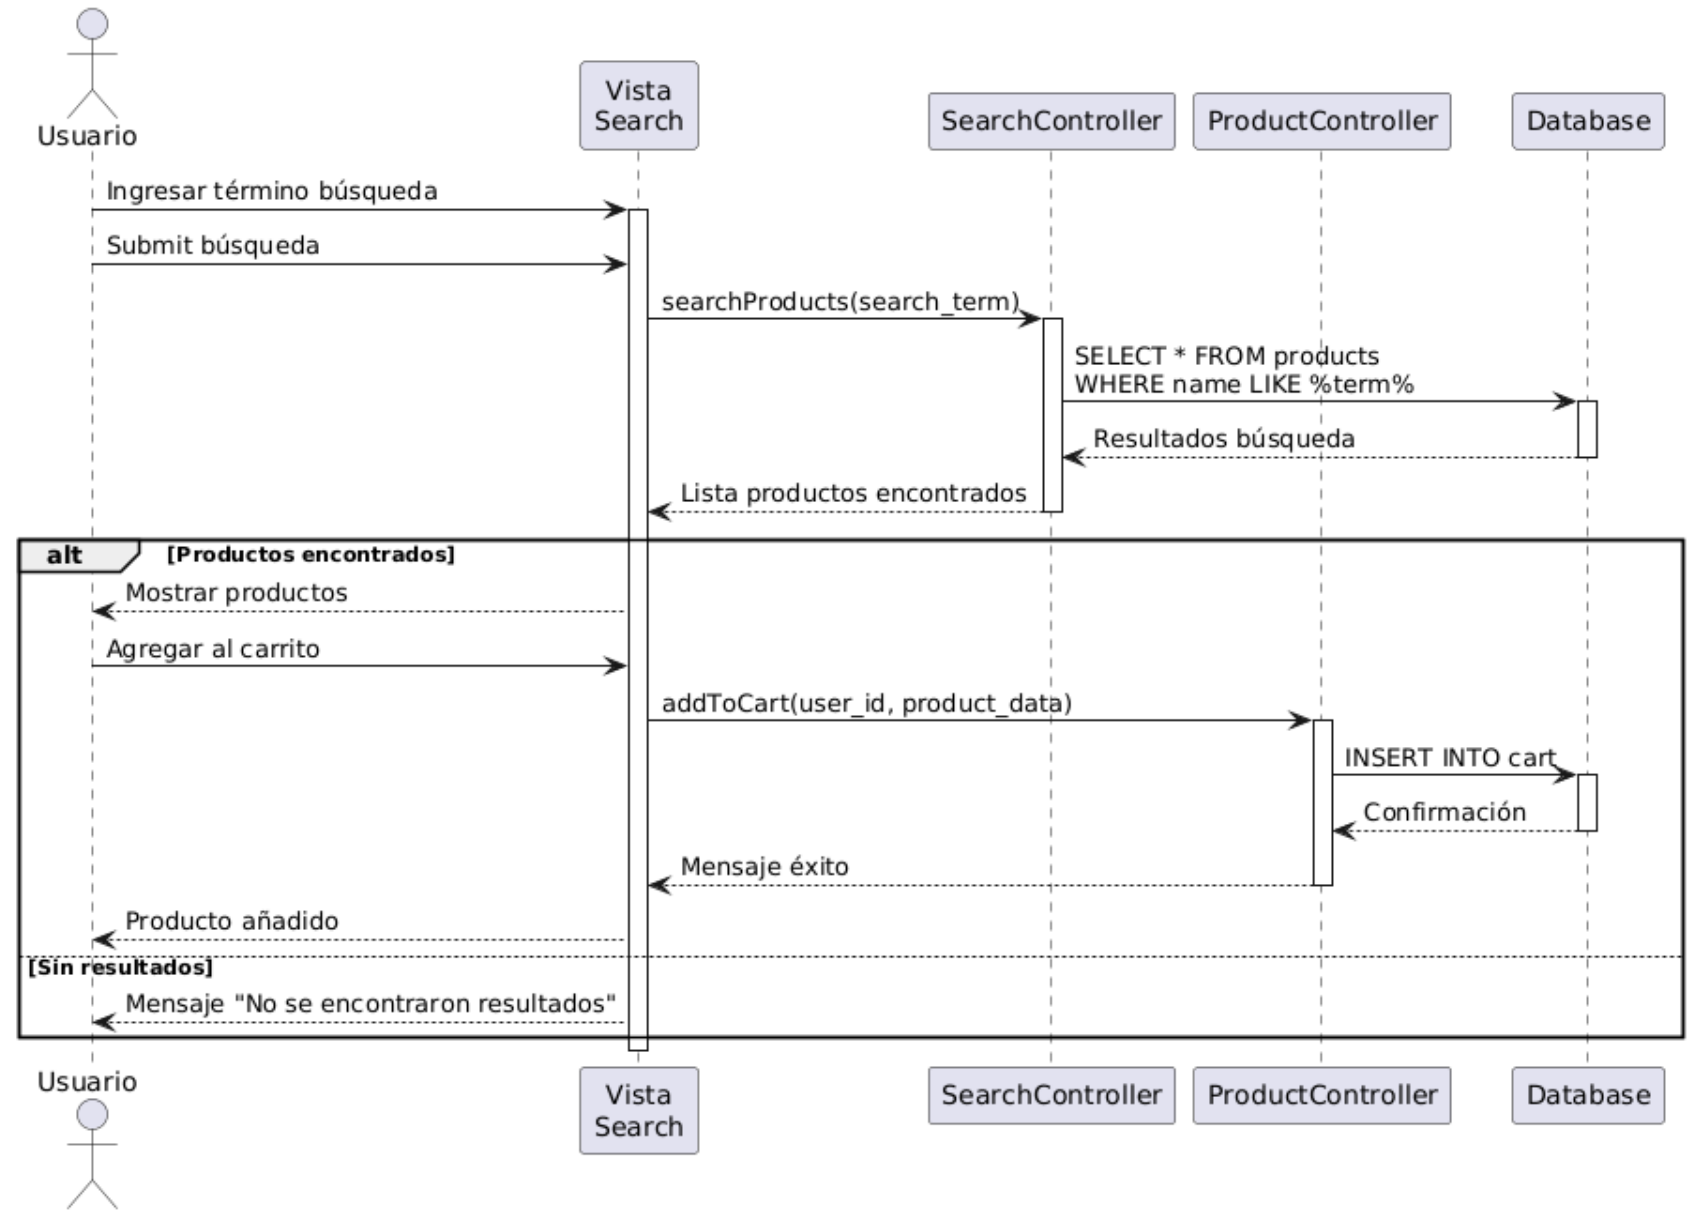 Usuario
Vista
Search
SearchController
ProductController
Database
Ingresar término búsqueda
Submit búsqueda
searchProducts(search_term)
SELECT * FROM products
WHERE name LIKE %term%
Resultados búsqueda
Lista productos encontrados
alt
[Productos encontrados]
Mostrar productos
Agregar al carrito
addToCart(user_id, product_data)
INSERT INTO cart
Confirmación
Mensaje éxito
Producto añadido
[Sin resultados]
Mensaje "No se encontraron resultados"
Usuario
Vista
Search
SearchController
ProductController
Database